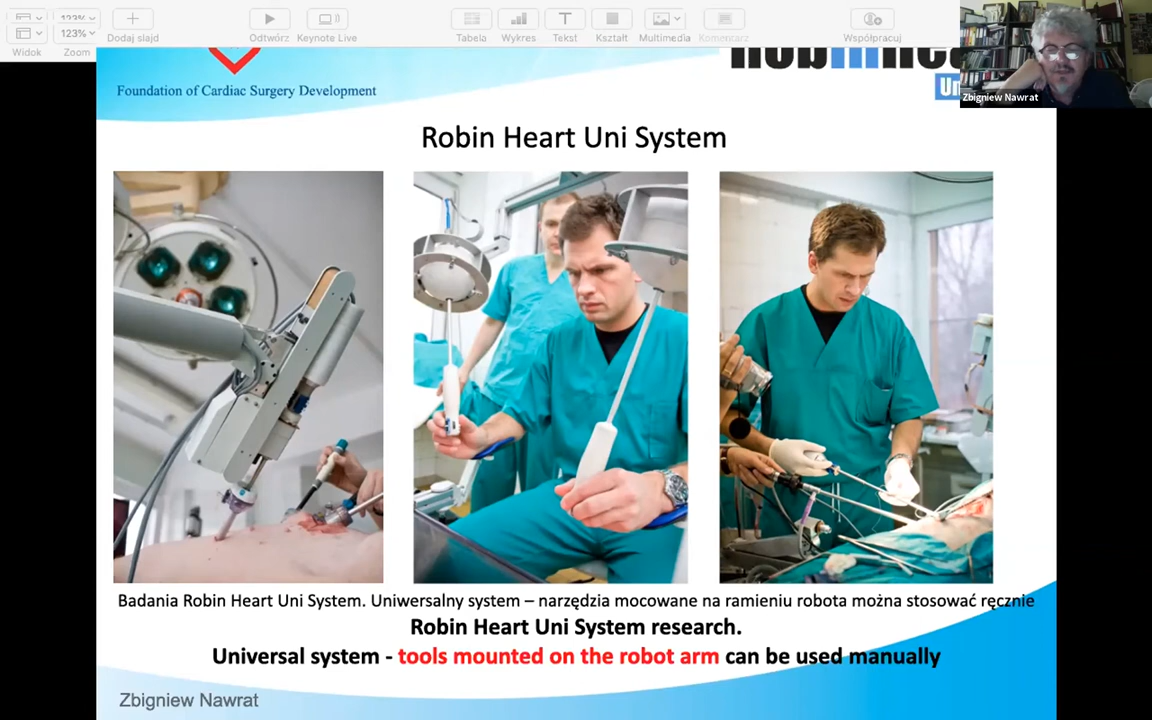 123%
Widok
Zoom
Dodaj slajd
Odtwórz
Keynote Live
Tabela
Wykres
Tekst
Kształt
Multimedia
Komentarz
Współpracuj
Zbigniew Nawrat
Foundation of Cardiac Surgery Development
Robin Heart Uni System
Badania Robin Heart Uni System. Uniwersalny system – narzędzia mocowane na ramieniu robota można stosować ręcznie
Robin Heart Uni System research.
Universal system - tools mounted on the robot arm can be used manually
Zbigniew Nawrat